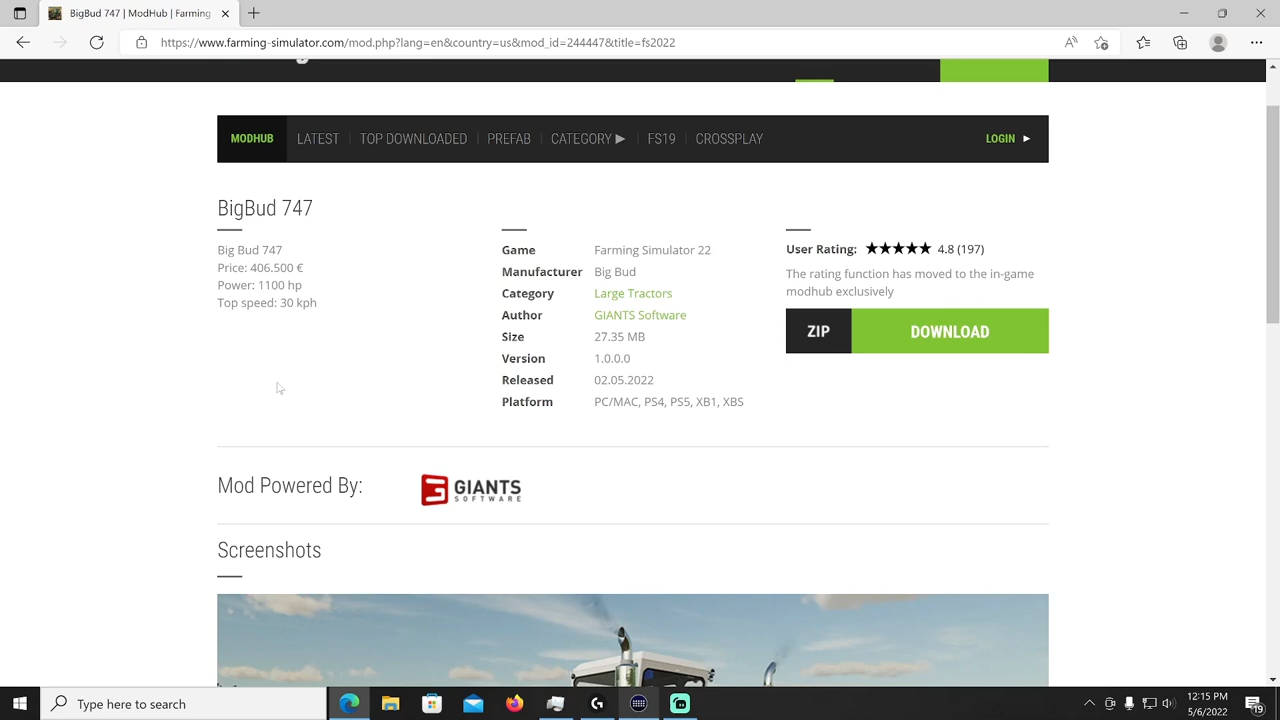 BigBud 747 | ModHub | Farming
https://www.farming-simulator.com/mod.php?lang=en&country=us&mod_id=244447&title=fs2022
MODHUB LATEST TOP DOWNLOADED PREFAB CATEGORY ▶ FS19 CROSSPLAY LOGIN ▶
BigBud 747
Big Bud 747
Price: 406.500 €
Power: 1100 hp
Top speed: 30 kph
Game Farming Simulator 22
Manufacturer Big Bud
Category Large Tractors
Author GIANTS Software
Size 27.35 MB
Version 1.0.0.0
Released 02.05.2022
Platform PC/MAC, PS4, PS5, XB1, XBS
User Rating: ★★★★★ 4.8 (197)
The rating function has moved to the in-game
modhub exclusively
ZIP DOWNLOAD
Mod Powered By: GIANTS
SOFTWARE
Screenshots
Type here to search
12:15 PM
5/6/2022
19